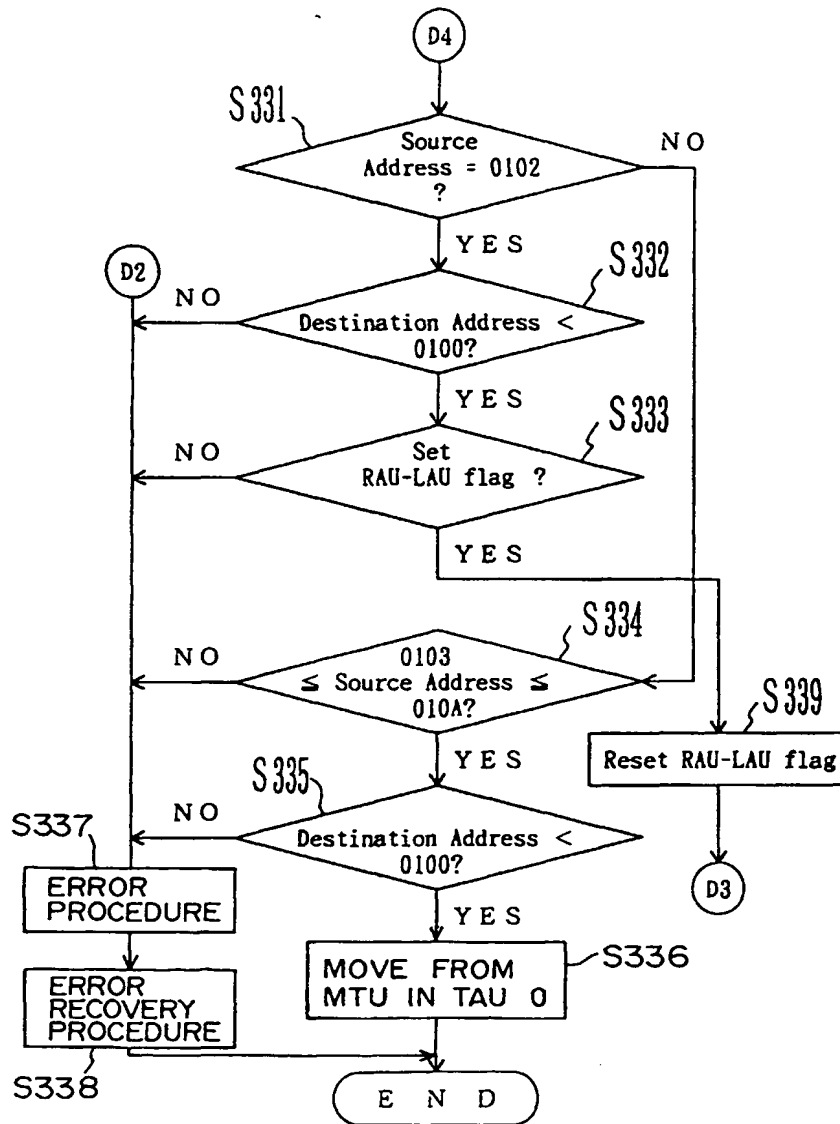 D4
S331
Source
Address = 0102
?
NO
YES
D2
S332
NO
Destination Address <
0100?
YES
S333
NO
Set
RAU-LAU flag ?
YES
S334
NO
0103
≦ Source Address ≦
010A?
S339
YES
Reset RAU-LAU flag
S335
NO
Destination Address <
0100?
S337
D3
ERROR
PROCEDURE
YES
MOVE FROM
MTU IN TAU 0
S336
ERROR
RECOVERY
PROCEDURE
S338
END